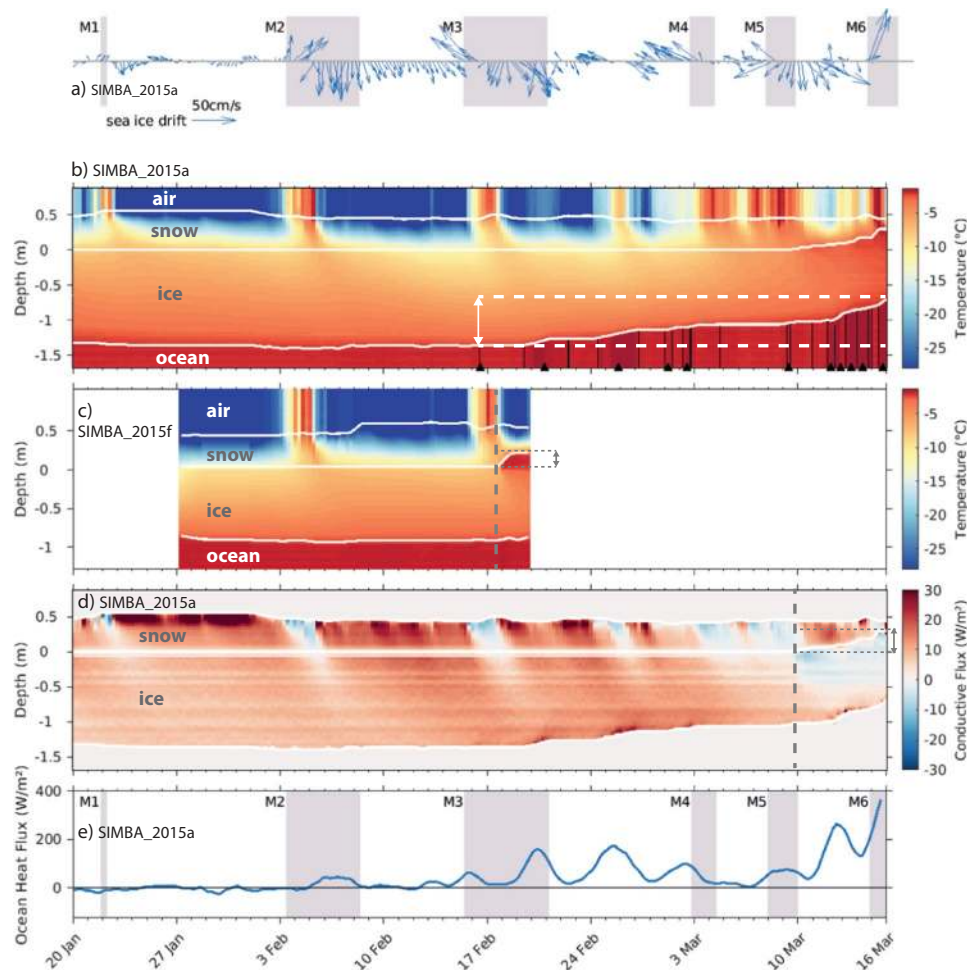 M1 M2 M3 M4 M5 M6
a) SIMBA_2015a
50cm/s
sea ice drift
b) SIMBA_2015a
air
snow
ice
ocean
0.5
0
-0.5
-1
-1.5
Depth (m)
-5
-10
-15
-20
-25
Temperature (°C)
c)
SIMBA_2015f
air
snow
ice
ocean
0.5
0
-0.5
-1
Depth (m)
-5
-10
-15
-20
-25
Temperature (°C)
d) SIMBA_2015a
snow
ice
0.5
0
-0.5
-1
-1.5
Depth (m)
30
20
10
0
-10
-20
-30
Conductive Flux (W/m²)
M1 M2 M3 M4 M5 M6
e) SIMBA_2015a
400
200
0
Ocean Heat Flux (W/m²)
20 Jan 27 Jan 3 Feb 10 Feb 17 Feb 24 Feb 3 Mar 10 Mar 16 Mar